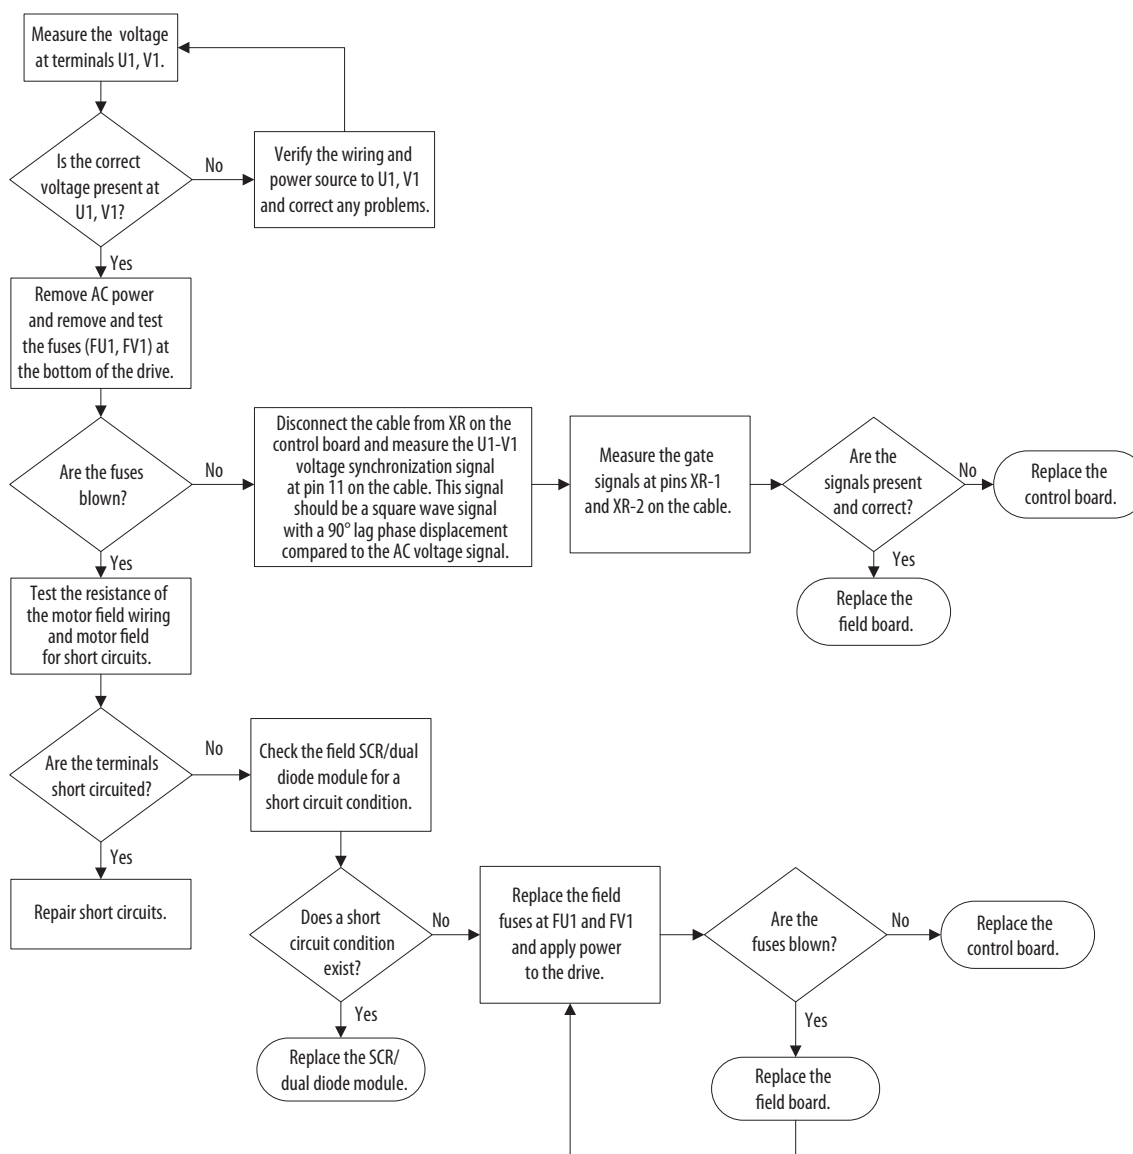 Measure the voltage
at terminals U1, V1.
Is the correct
voltage present at
U1, V1?
No
Verify the wiring and
power source to U1, V1
and correct any problems.
Yes
Remove AC power
and remove and test
the fuses (FU1, FV1) at
the bottom of the drive.
Are the fuses
blown?
No
Disconnect the cable from XR on the
control board and measure the U1-V1
voltage synchronization signal
at pin 11 on the cable. This signal
should be a square wave signal
with a 90° lag phase displacement
compared to the AC voltage signal.
Measure the gate
signals at pins XR-1
and XR-2 on the cable.
Are the
signals present
and correct?
No
Replace the
control board.
Yes
Replace the
field board.
Yes
Test the resistance of
the motor field wiring
and motor field
for short circuits.
Are the terminals
short circuited?
No
Check the field SCR/dual
diode module for a
short circuit condition.
Yes
Repair short circuits.
Does a short
circuit condition
exist?
No
Replace the field
fuses at FU1 and FV1
and apply power
to the drive.
Are the
fuses blown?
No
Replace the
control board.
Yes
Replace the SCR/
dual diode module.
Yes
Replace the
field board.